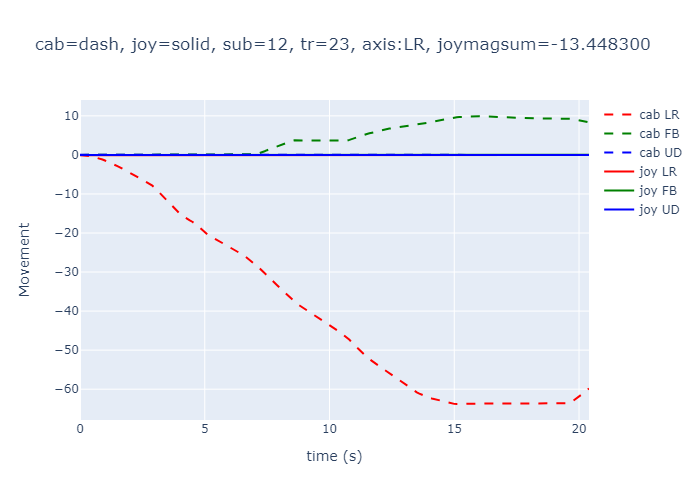 cab=dash, joy=solid, sub=12, tr=23, axis:LR, joymagsum=-13.448300
10
0
−10
−20
−30
−40
−50
−60
Movement
0
5
10
15
20
time (s)
cab LR
cab FB
cab UD
joy LR
joy FB
joy UD